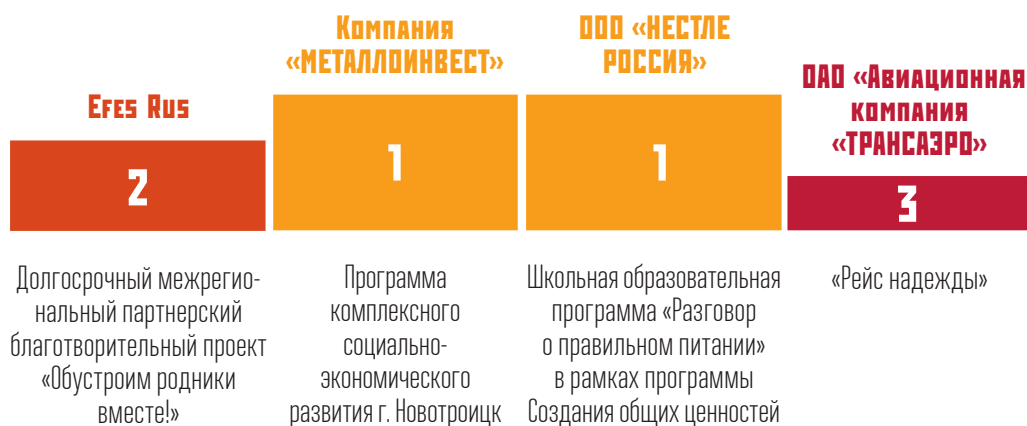 Efes Rus
2
Долгосрочный межрегио-
нальный партнерский
благотворительный проект
«Обустроим родники
вместе!»
Компания
«МЕТАЛЛОИНВЕСТ»
1
Программа
комплексного
социально-
экономического
развития г. Новотроицк
ООО «НЕСТЛЕ
РОССИЯ»
1
Школьная образовательная
программа «Разговор
о правильном питании»
в рамках программы
Создания общих ценностей
ОАО «Авиационная
компания
«ТРАНСАЭРО»
3
«Рейс надежды»